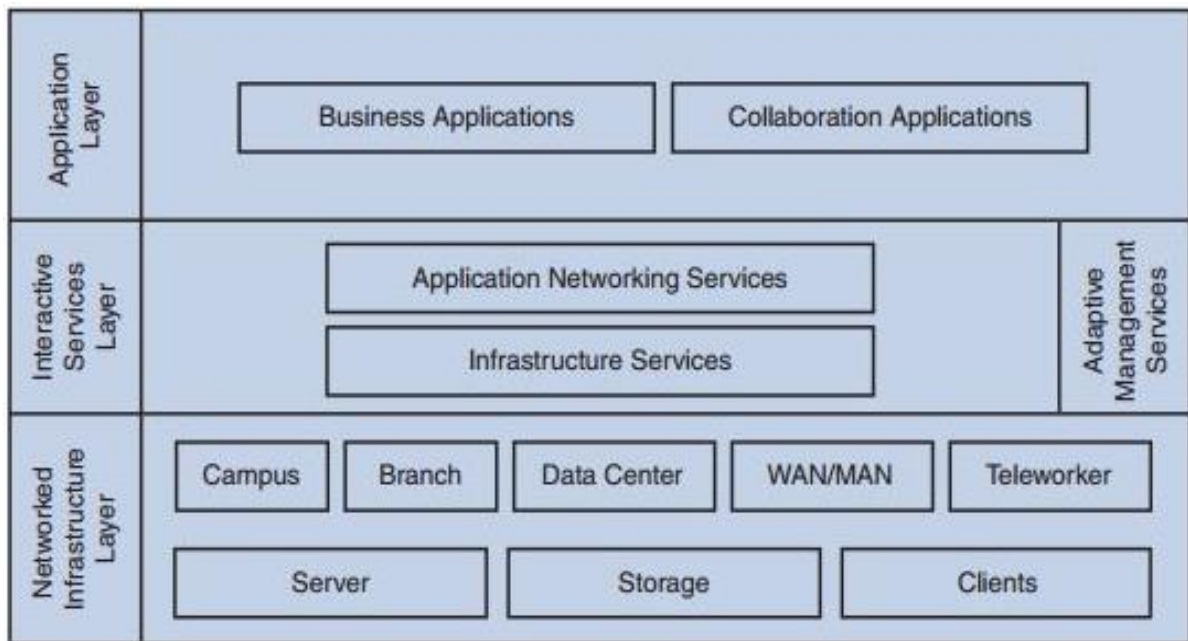 Application
Layer
Business Applications
Collaboration Applications
Interactive
Services
Layer
Application Networking Services
Infrastructure Services
Adaptive
Management
Services
Networked
Infrastructure
Layer
Campus
Branch
Data Center
WAN/MAN
Teleworker
Server
Storage
Clients